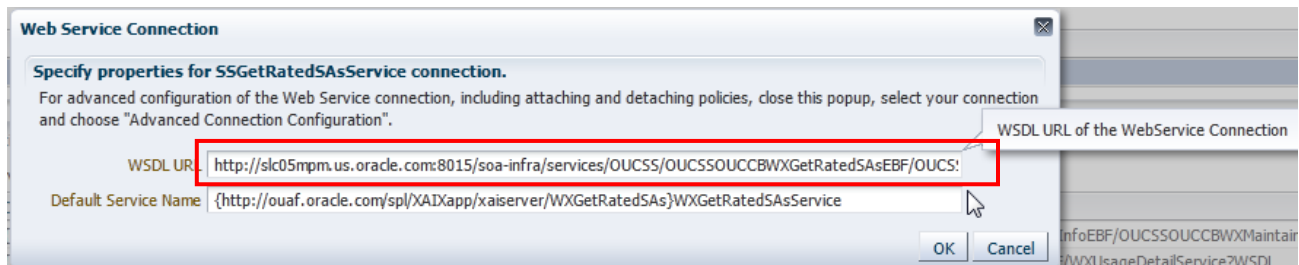 Web Service Connection
Specify properties for SSGetRatedSAsService connection.
For advanced configuration of the Web Service connection, including attaching and detaching policies, close this popup, select your connection
and choose "Advanced Connection Configuration".
WSDL URL of the WebService Connection
WSDL URL http://slc05mpm.us.oracle.com:8015/soa-infra/services/OUCSS/OUCSSOUCCBWXGetRatedSAsEBF/OUCS
Default Service Name {http://ouaf.oracle.com/spl/XAIXapp/xaiserver/WXGetRatedSAs}WXGetRatedSAsService
InfoEBF/OUCSSOUCCBWXMaintain
OK Cancel
/WXUsageDetailService?WSDL